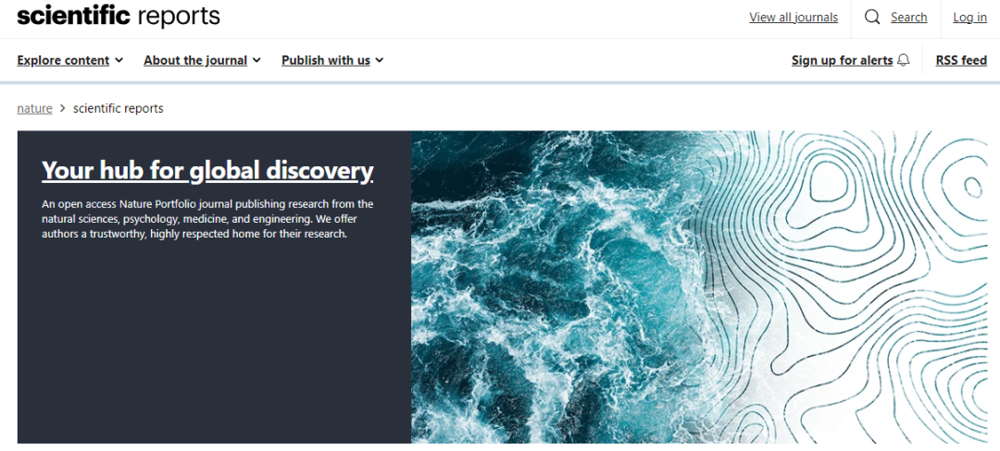 scientific reports
View all journals
Search
Log in
Explore content
About the journal
Publish with us
Sign up for alerts
RSS feed
nature > scientific reports
Your hub for global discovery
An open access Nature Portfolio journal publishing research from the
natural sciences, psychology, medicine, and engineering. We offer
authors a trustworthy, highly respected home for their research.